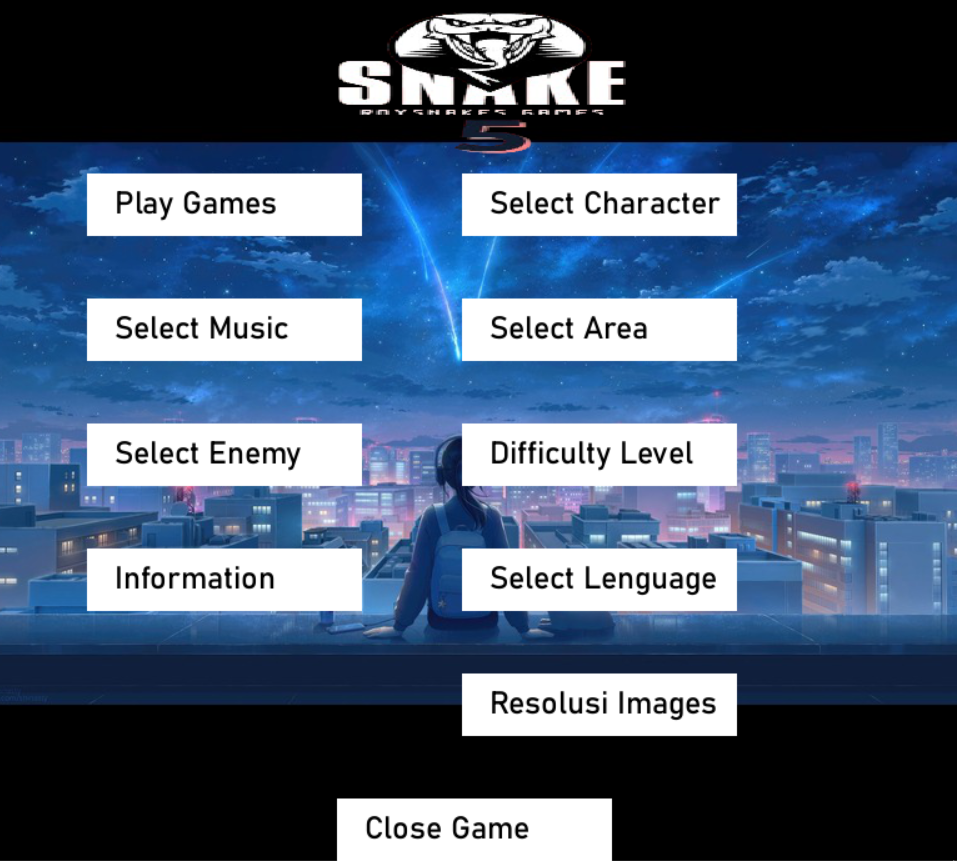 SNAKE
ROYSNAKES GAMES
5
Play Games
Select Character
Select Music
Select Area
Select Enemy
Difficulty Level
Information
Select Lenguage
Resolusi Images
Close Game